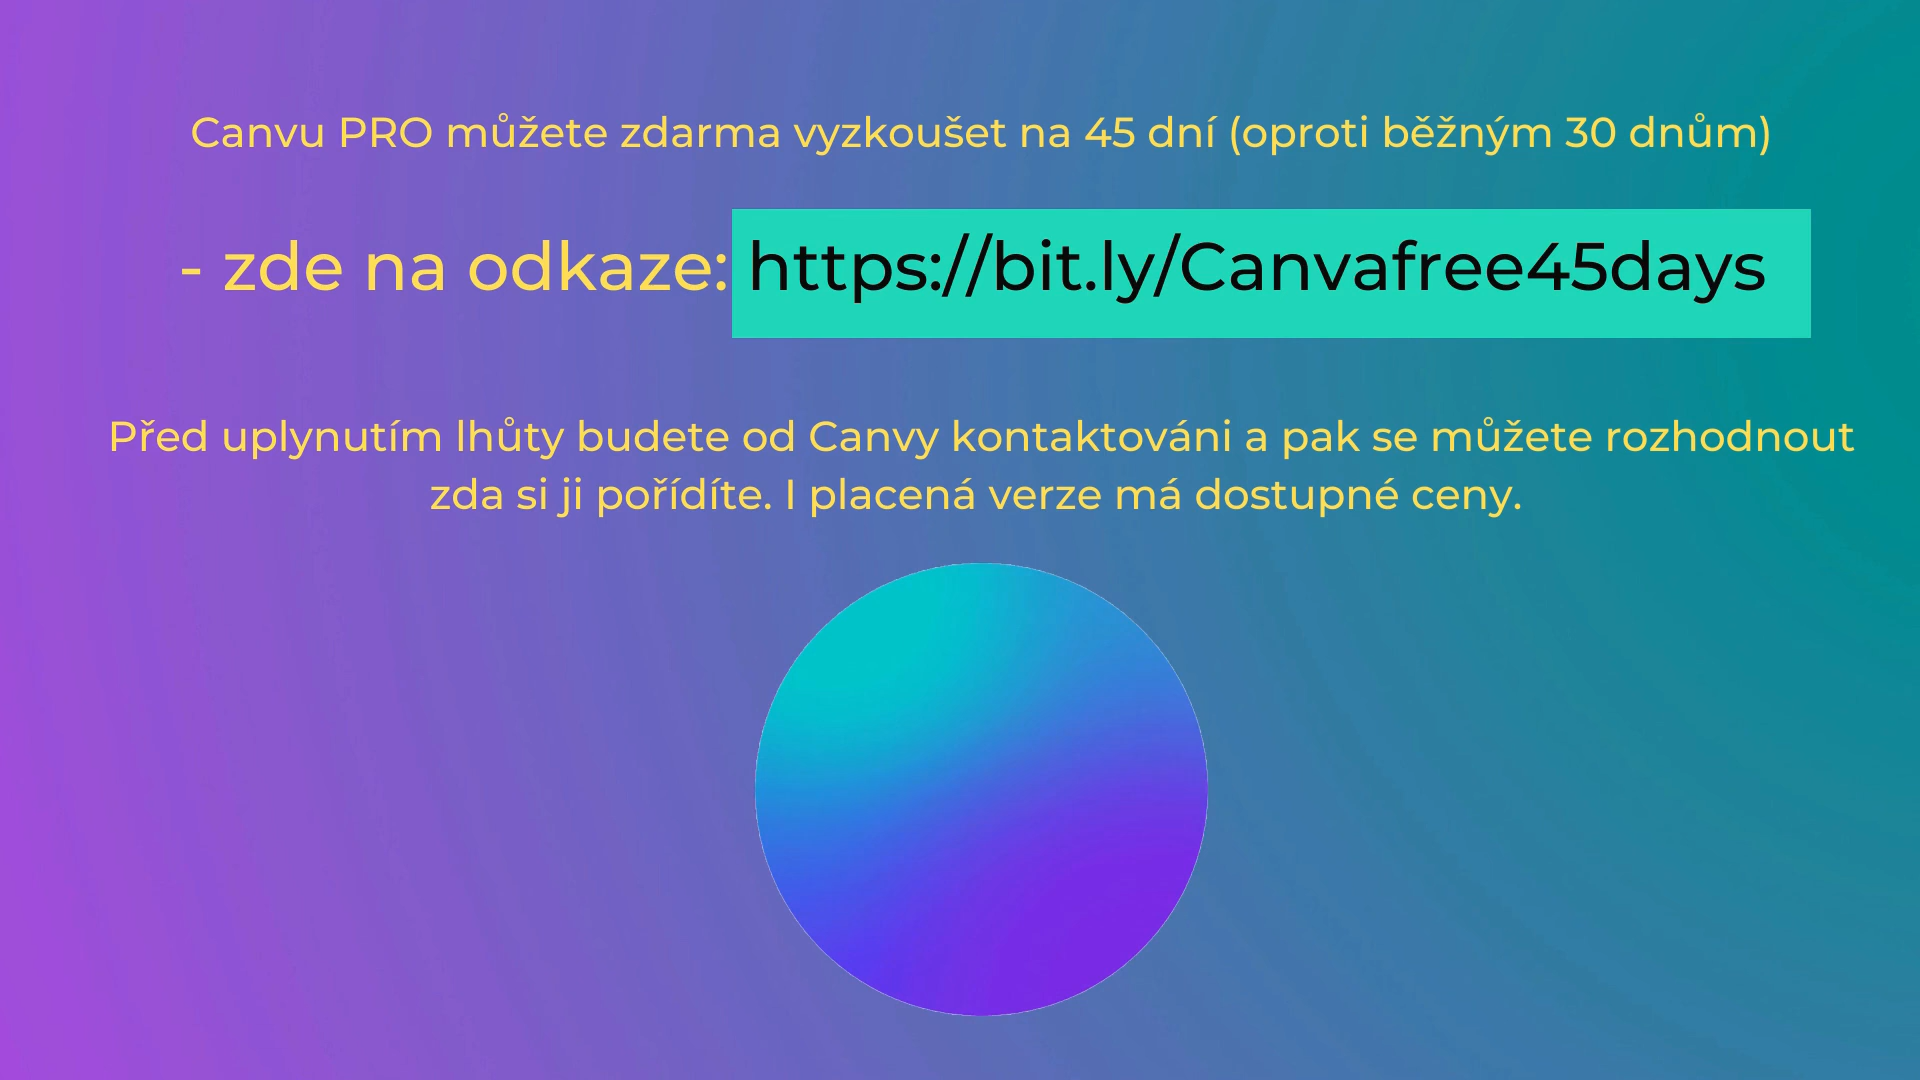 Canvu PRO můžete zdarma vyzkoušet na 45 dní (oproti běžným 30 dnům)
- zde na odkaze: https://bit.ly/Canvafree45days
Před uplynutím lhůty budete od Canvy kontaktováni a pak se můžete rozhodnout
zda si ji pořídíte. I placená verze má dostupné ceny.